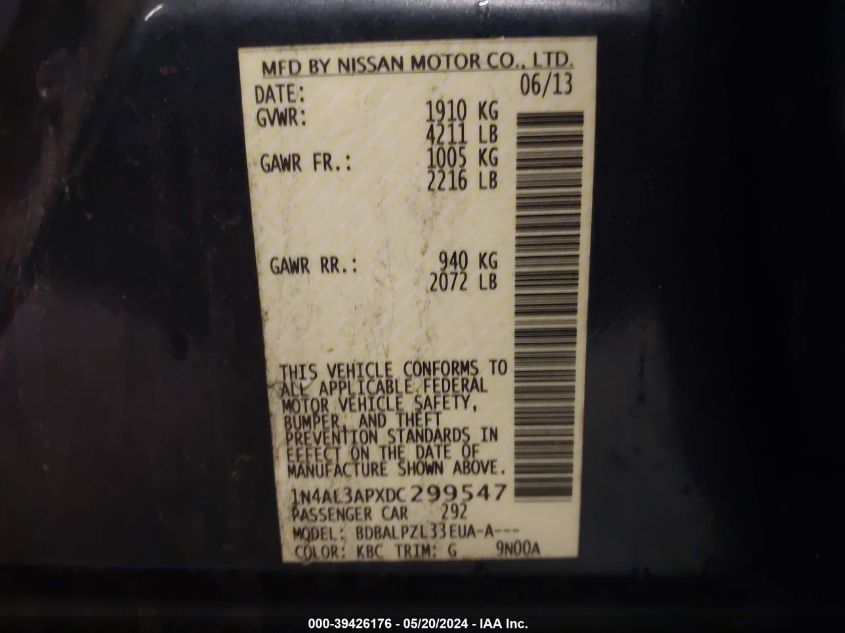 MFD BY NISSAN MOTOR CO., LTD.
DATE: 06/13
GVWR: 1910 KG
4211 LB
GAWR FR.: 1005 KG
2216 LB
GAWR RR.: 940 KG
2072 LB
THIS VEHICLE CONFORMS TO
ALL APPLICABLE FEDERAL
MOTOR VEHICLE SAFETY,
BUMPER, AND THEFT
PREVENTION STANDARDS IN
EFFECT ON THE DATE OF
MANUFACTURE SHOWN ABOVE.
1N4AL3APXDC299547
PASSENGER CAR 292
MODEL: BDBALPZL33EUA-A---
COLOR: KBC TRIM: G 9N00A
000-39426176 - 05/20/2024 - IAA Inc.